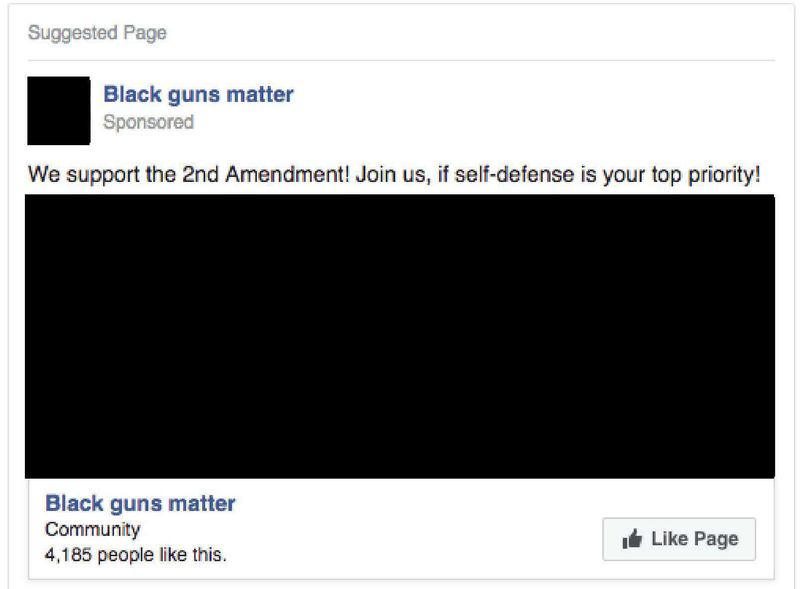 Suggested Page
Black guns matter
Sponsored
We support the 2nd Amendment! Join us, if self-defense is your top priority!
Black guns matter
Community
4,185 people like this.
Like Page